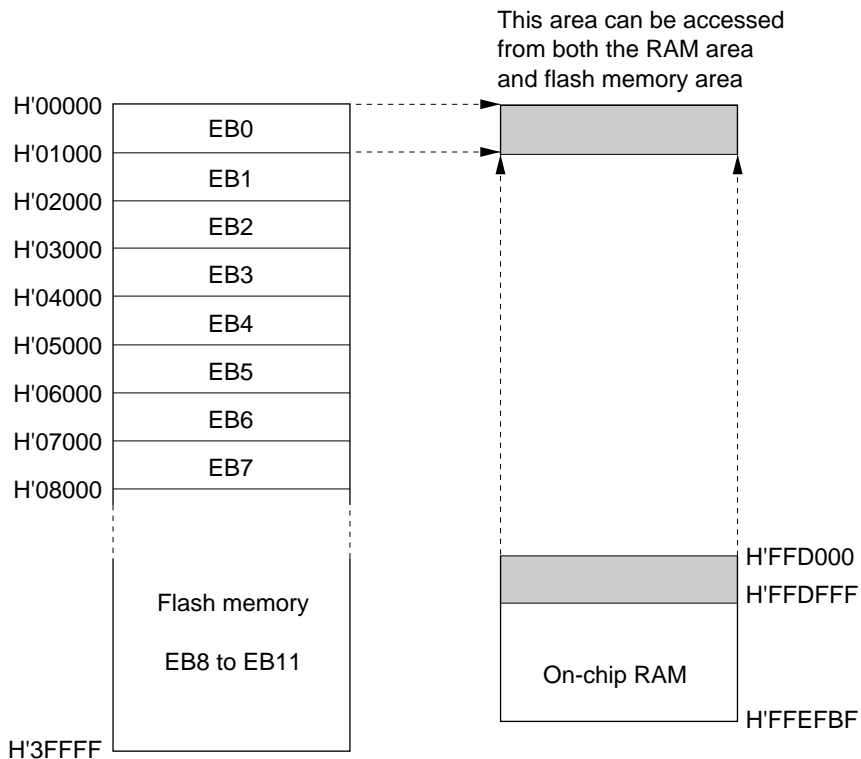 This area can be accessed
from both the RAM area
and flash memory area
H'00000
EB0
H'01000
EB1
H'02000
EB2
H'03000
EB3
H'04000
EB4
H'05000
EB5
H'06000
EB6
H'07000
EB7
H'08000
Flash memory
EB8 to EB11
H'3FFFF
H'FFD000
H'FFDFFF
On-chip RAM
H'FFEFBF